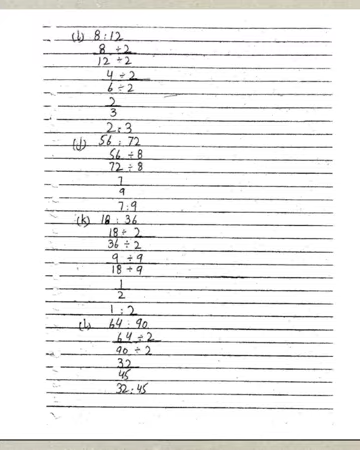 (i) 8:12
8 ÷ 2
12 ÷ 2
4 ÷ 2
6 ÷ 2
2
3
2:3
(j) 56 : 72
56 ÷ 8
72 ÷ 8
7
9
7:9
(k) 18 : 36
18 ÷ 2
36 ÷ 2
9 ÷ 9
18 ÷ 9
1
2
1 : 2
(l) 64 : 90
64 ÷ 2
90 ÷ 2
32
45
32:45